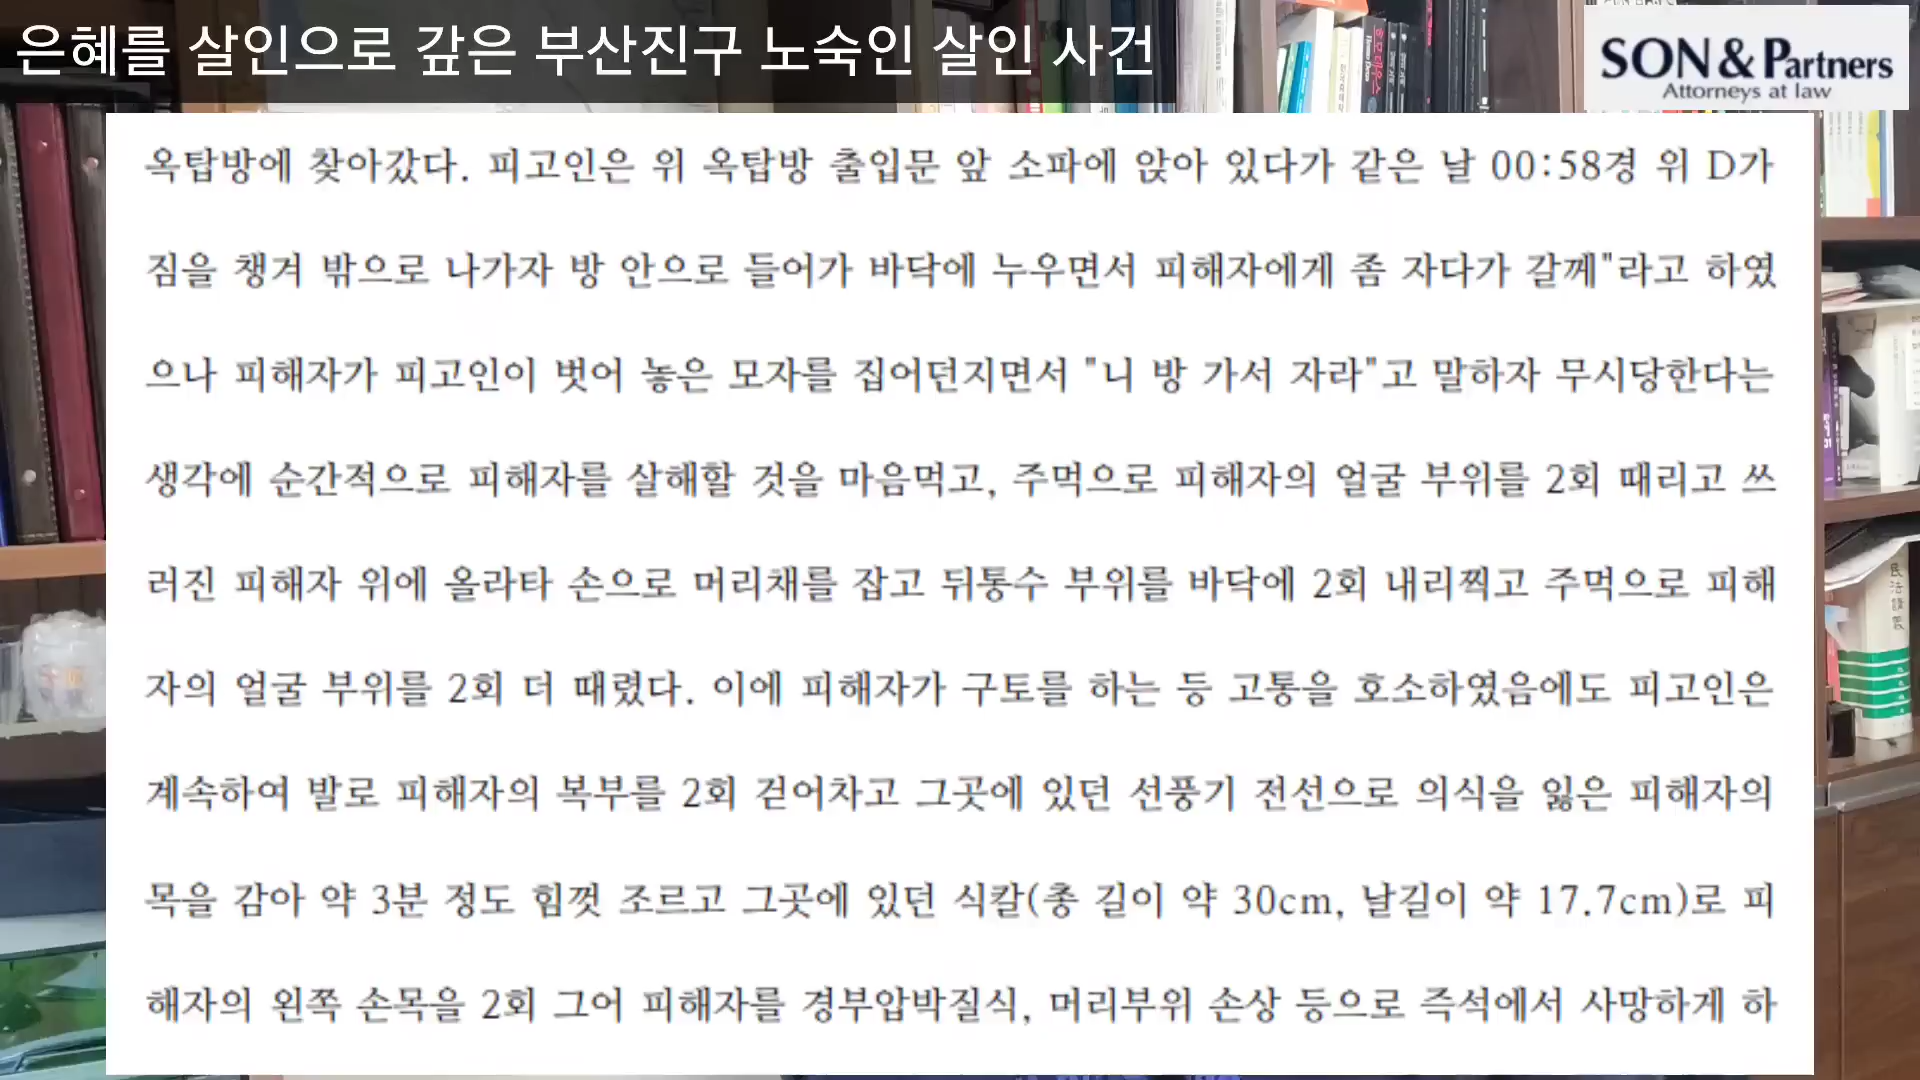 은혜를 살인으로 갚은 부산진구 노숙인 살인 사건
SON & Partners
Attorneys at law
옥탑방에 찾아갔다. 피고인은 위 옥탑방 출입문 앞 소파에 앉아 있다가 같은 날 00:58경 위 D가
짐을 챙겨 밖으로 나가자 방 안으로 들어가 바닥에 누우면서 피해자에게 좀 자다가 갈께"라고 하였
으나 피해자가 피고인이 벗어 놓은 모자를 집어던지면서 "니 방 가서 자라"고 말하자 무시당한다는
생각에 순간적으로 피해자를 살해할 것을 마음먹고, 주먹으로 피해자의 얼굴 부위를 2회 때리고 쓰
러진 피해자 위에 올라타 손으로 머리채를 잡고 뒤통수 부위를 바닥에 2회 내리찍고 주먹으로 피해
자의 얼굴 부위를 2회 더 때렸다. 이에 피해자가 구토를 하는 등 고통을 호소하였음에도 피고인은
계속하여 발로 피해자의 복부를 2회 걷어차고 그곳에 있던 선풍기 전선으로 의식을 잃은 피해자의
목을 감아 약 3분 정도 힘껏 조르고 그곳에 있던 식칼(총 길이 약 30cm, 날길이 약 17.7cm)로 피
해자의 왼쪽 손목을 2회 그어 피해자를 경부압박질식, 머리부위 손상 등으로 즉석에서 사망하게 하